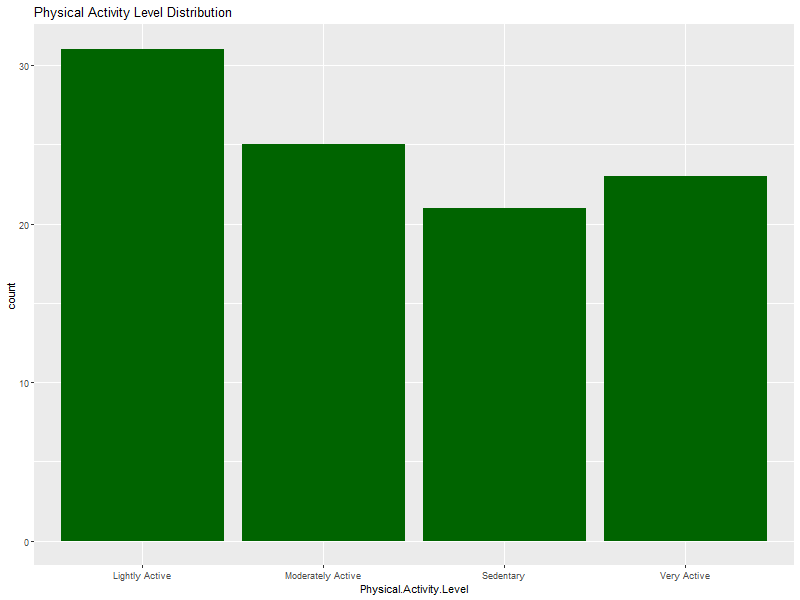 Physical Activity Level Distribution
count
30
20
10
0
Lightly Active
Moderately Active
Sedentary
Very Active
Physical.Activity.Level